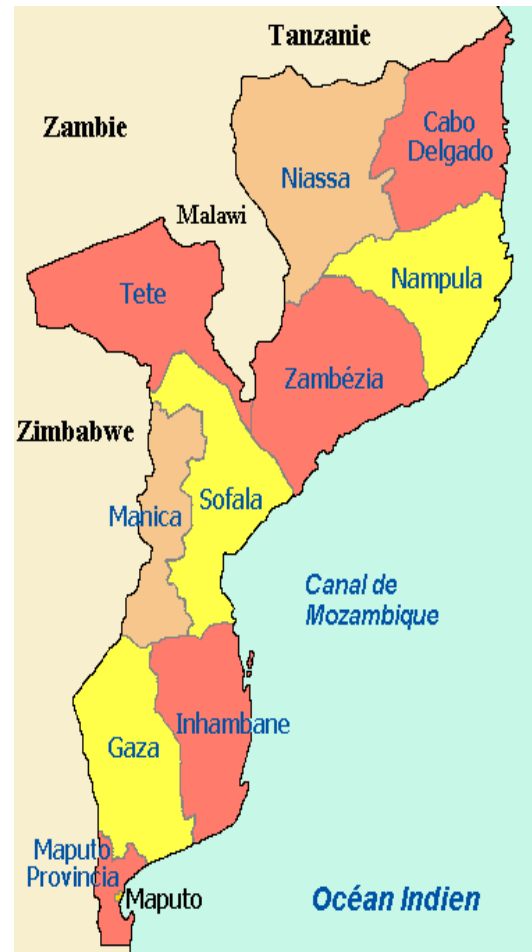 Tanzanie
Zambie
Cabo
Delgado
Niassa
Malawi
Nampula
Tete
Zambézia
Zimbabwe
Sofala
Manica
Canal de
Mozambique
Inhambane
Gaza
Maputo
Provincia
Maputo
Océan Indien